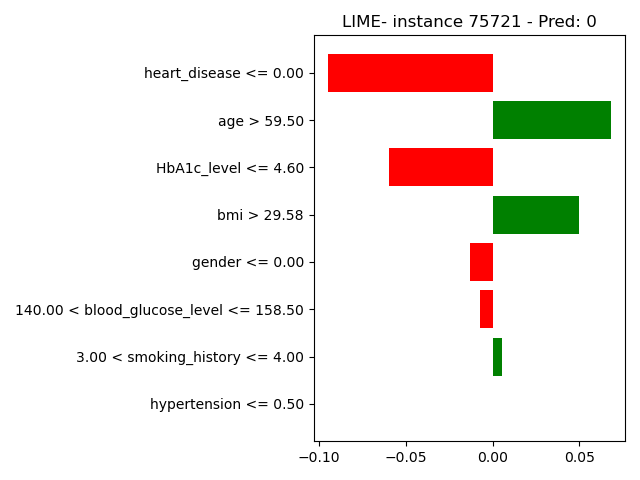 LIME- instance 75721 - Pred: 0
heart_disease <= 0.00
age > 59.50
HbA1c_level <= 4.60
bmi > 29.58
gender <= 0.00
140.00 < blood_glucose_level <= 158.50
3.00 < smoking_history <= 4.00
hypertension <= 0.50
−0.10 −0.05 0.00 0.05